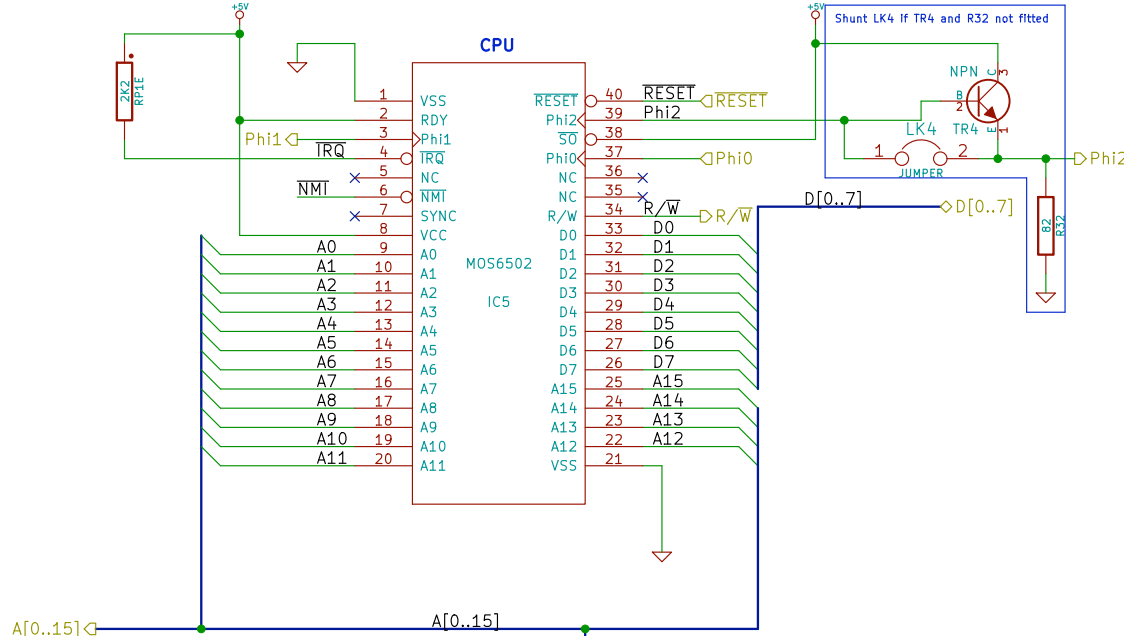 +5V
+5V
Shunt LK4 if TR4 and R32 not fitted
CPU
2K2
RP1E
NPN
C
3
B
2
TR4
E
1
LK4
1
2
JUMPER
Phi2
82
R32
1 VSS
2 RDY
Phi1 3 Phi1
IRQ 4 IRQ
5 NC
NMI 6 NMI
7 SYNC
8 VCC
A0 9 A0
A1 10 A1
A2 11 A2
A3 12 A3
A4 13 A4
A5 14 A5
A6 15 A6
A7 16 A7
A8 17 A8
A9 18 A9
A10 19 A10
A11 20 A11
MOS6502
IC5
RESET 40 RESET RESET
Phi2 39 Phi2
SO 38
Phi0 37 Phi0
NC 36
NC 35
R/W 34 R/W R/W
D0 33 D0
D1 32 D1
D2 31 D2
D3 30 D3
D4 29 D4
D5 28 D5
D6 27 D6
D7 26 D7
A15 25 A15
A14 24 A14
A13 23 A13
A12 22 A12
VSS 21
D[0..7] D[0..7]
A[0..15] A[0..15]